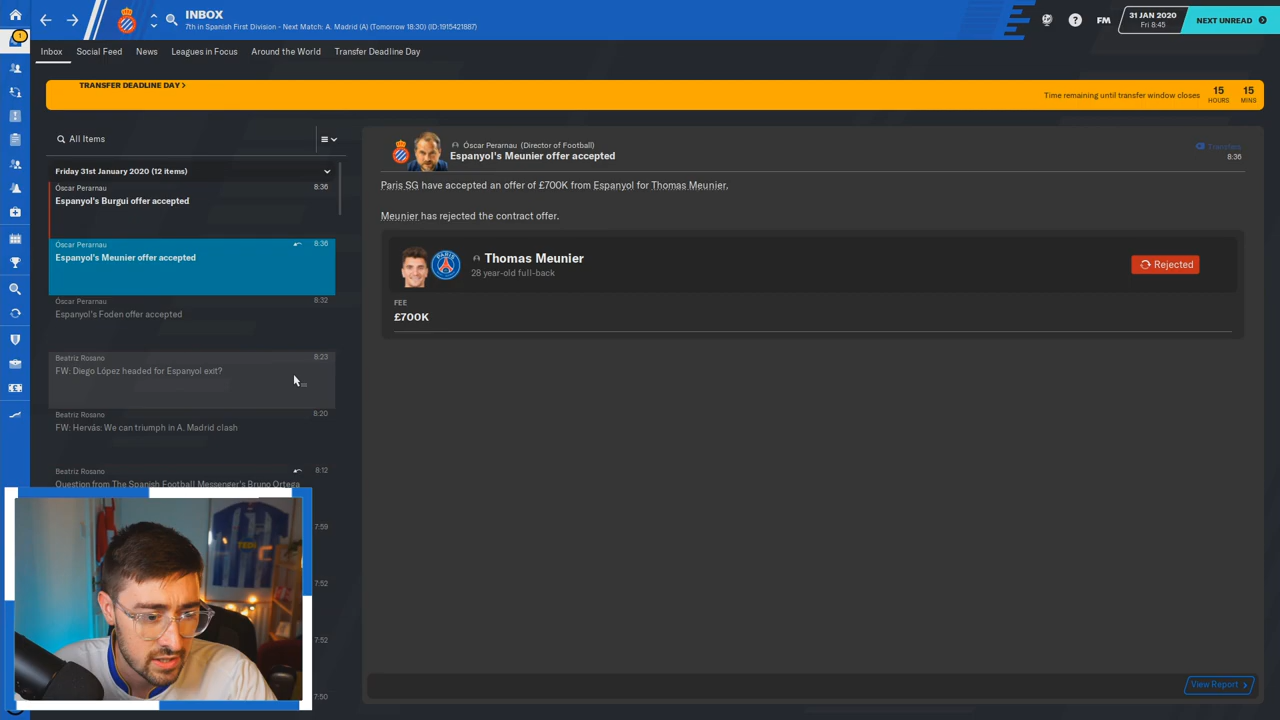 INBOX
7th in Spanish First Division - Next Match: A. Madrid (A) (Tomorrow 18:30) (ID:1915421887)
FM
31 JAN 2020
Fri 8:45
NEXT UNREAD
1
Inbox
Social Feed
News
Leagues in Focus
Around the World
Transfer Deadline Day
TRANSFER DEADLINE DAY >
Time remaining until transfer window closes
15
HOURS
15
MINS
All Items
Friday 31st January 2020 (12 items)
Óscar Perarnau
8:36
Espanyol's Burgui offer accepted
Óscar Perarnau
8:36
Espanyol's Meunier offer accepted
Óscar Perarnau
8:32
Espanyol's Foden offer accepted
Beatriz Rosano
8:23
FW: Diego López headed for Espanyol exit?
Beatriz Rosano
8:20
FW: Hervás: We can triumph in A. Madrid clash
Beatriz Rosano
8:12
Question from The Spanish Football Messenger's Bruno Ortega
7:59
7:52
7:52
7:50
Óscar Perarnau (Director of Football)
Espanyol's Meunier offer accepted
Transfers
8:36
Paris SG have accepted an offer of £700K from Espanyol for Thomas Meunier.
Meunier has rejected the contract offer.
Thomas Meunier
28 year-old full-back
Rejected
FEE
£700K
View Report >